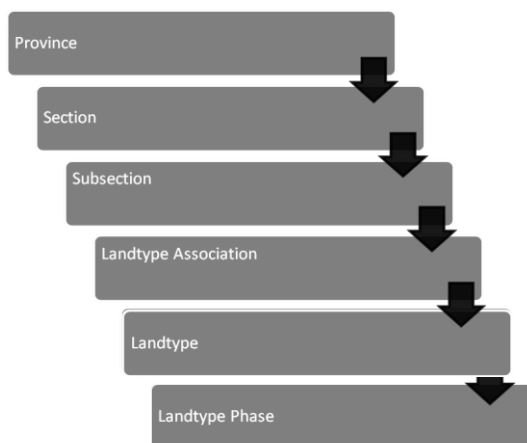 Province
Section
Subsection
Landtype Association
Landtype
Landtype Phase